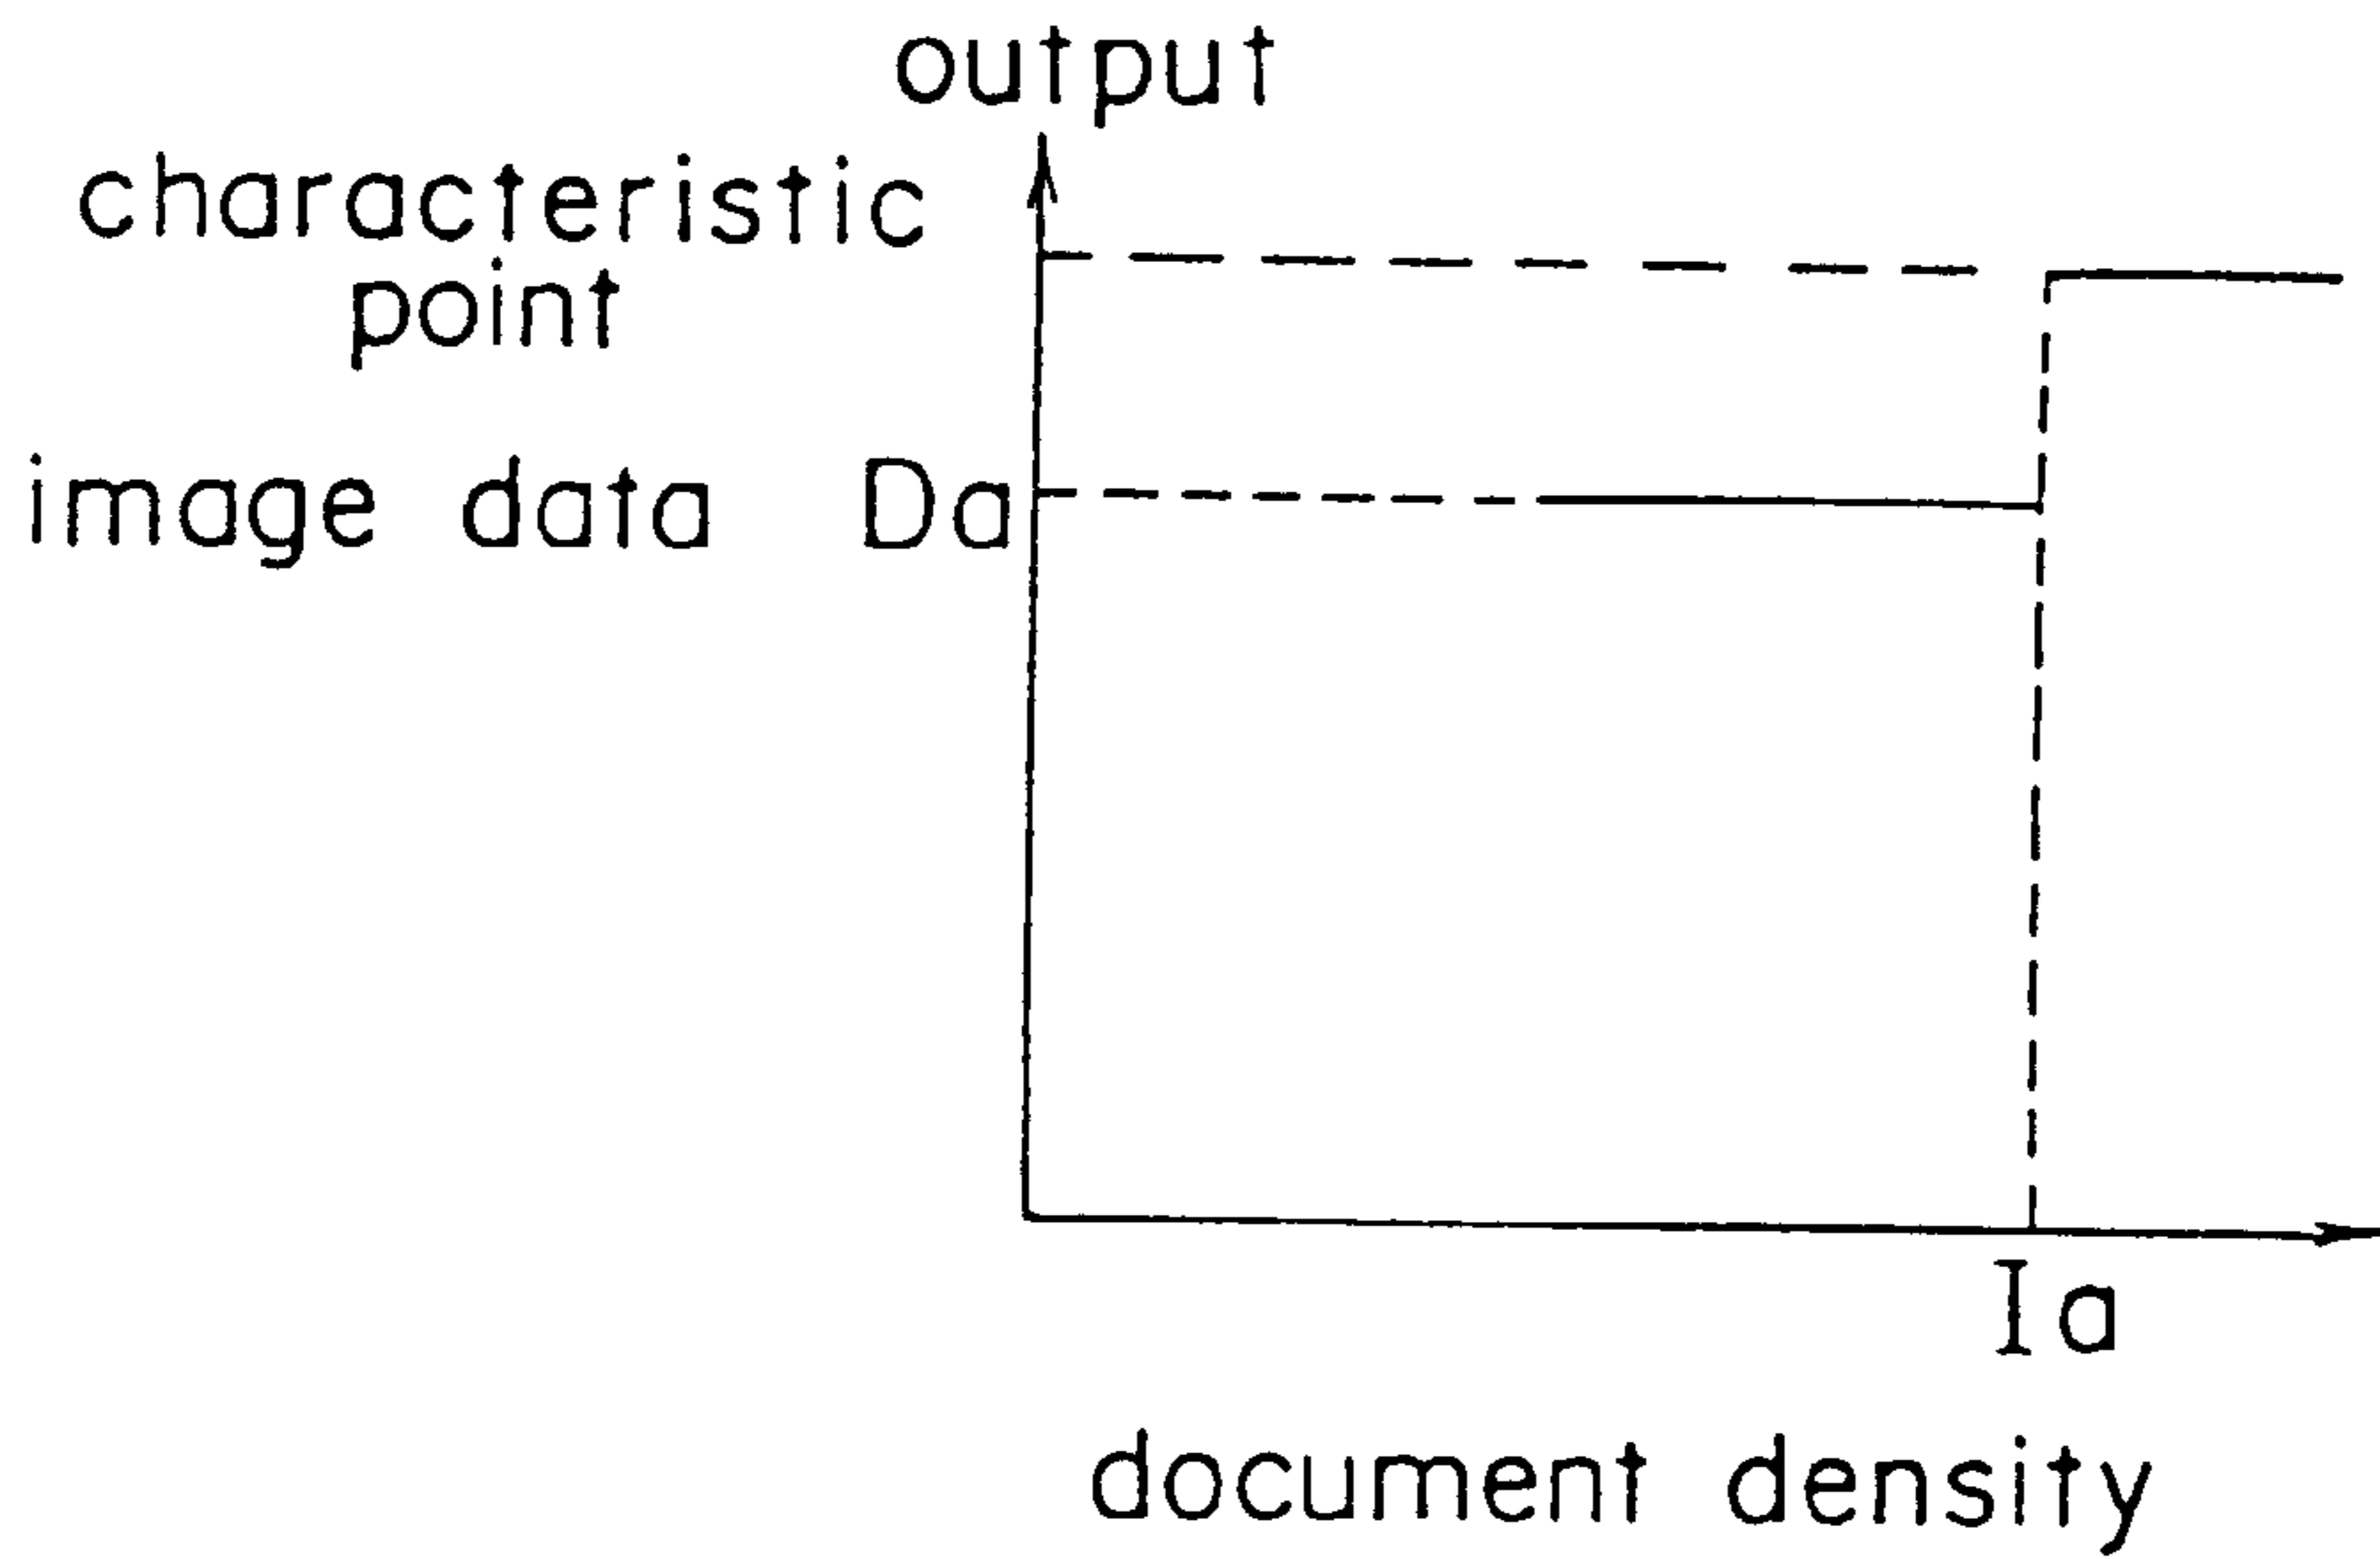 output
characteristic
point
image data Da
Ia
document density